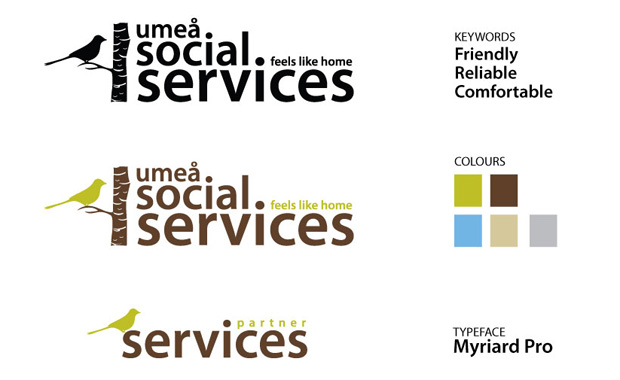 umeå
social
feels like home
services
KEYWORDS
Friendly
Reliable
Comfortable
umeå
social
feels like home
services
COLOURS
partner
services
TYPEFACE
Myriard Pro